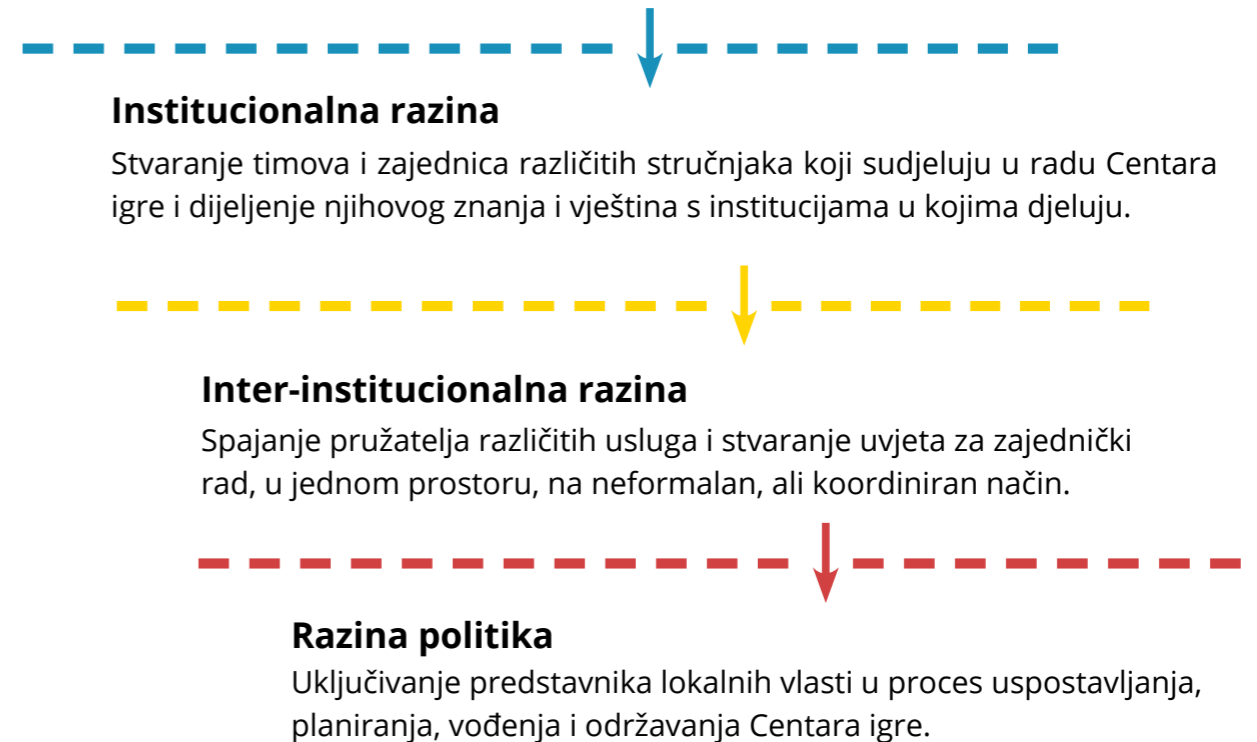 Institucionalna razina
Stvaranje timova i zajednica različitih stručnjaka koji sudjeluju u radu Centara
igre i dijeljenje njihovog znanja i vještina s institucijama u kojima djeluju.
Inter-institucionalna razina
Spajanje pružatelja različitih usluga i stvaranje uvjeta za zajednički
rad, u jednom prostoru, na neformalan, ali koordiniran način.
Razina politika
Uključivanje predstavnika lokalnih vlasti u proces uspostavljanja,
planiranja, vođenja i održavanja Centara igre.